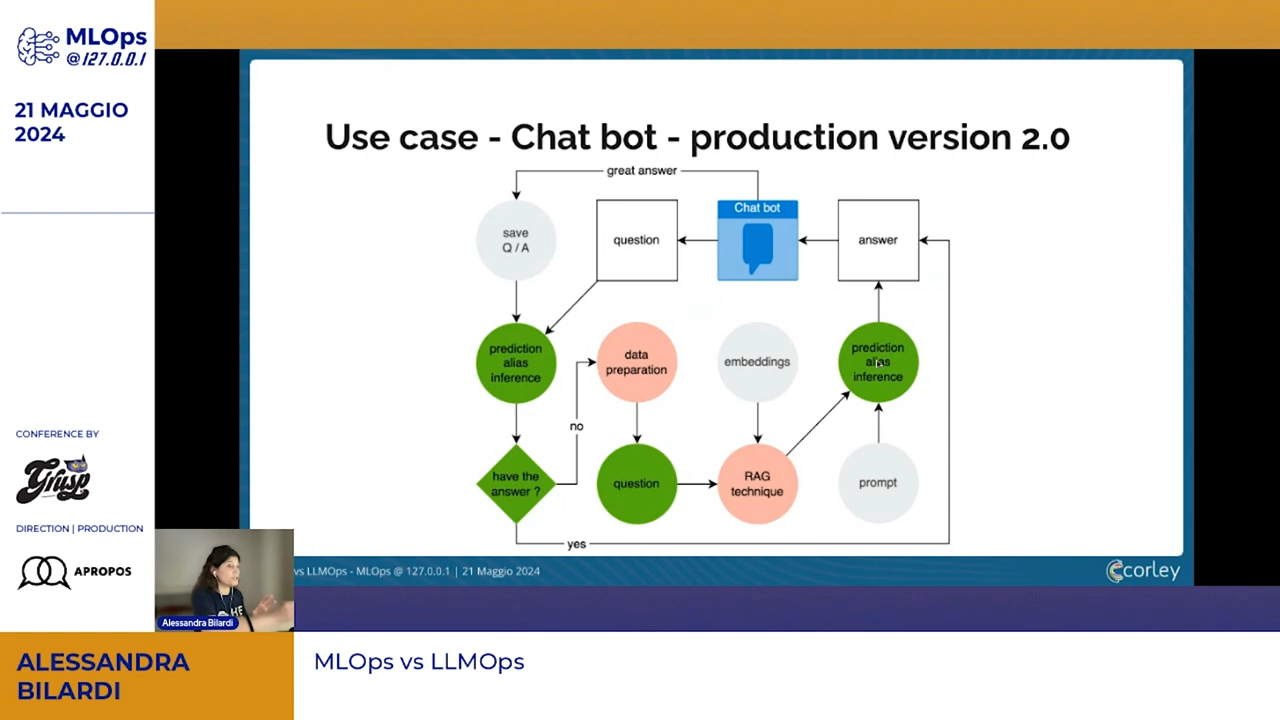 MLOps
@127.0.0.1
21 MAGGIO
2024
CONFERENCE BY
Grusp
DIRECTION | PRODUCTION
APROPOS
Use case - Chat bot - production version 2.0
great answer
save
Q / A
question
Chat bot
answer
prediction
alias
inference
data
preparation
embeddings
prediction
alias
inference
no
have the
answer ?
question
RAG
technique
prompt
yes
vs LLMOps - MLOps @ 127.0.0.1 | 21 Maggio 2024
corley
Alessandra Bilardi
ALESSANDRA
BILARDI
MLOps vs LLMOps